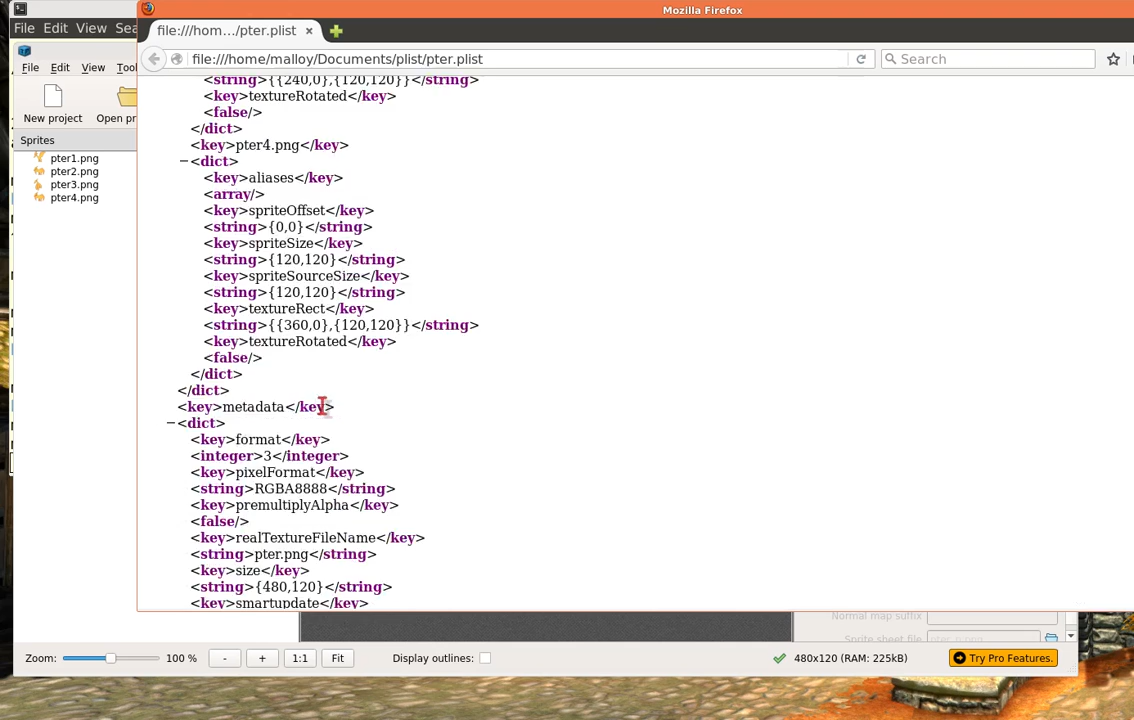 Mozilla Firefox
File Edit View Sea
file:///hom.../pter.plist
file:///home/malloy/Documents/plist/pter.plist
Search
File Edit View Tool
New project
Open pr
Sprites
pter1.png
pter2.png
pter3.png
pter4.png
<string>{{240,0},{120,120}}</string>
<key>textureRotated</key>
<false/>
</dict>
<key>pter4.png</key>
−<dict>
<key>aliases</key>
<array/>
<key>spriteOffset</key>
<string>{0,0}</string>
<key>spriteSize</key>
<string>{120,120}</string>
<key>spriteSourceSize</key>
<string>{120,120}</string>
<key>textureRect</key>
<string>{{360,0},{120,120}}</string>
<key>textureRotated</key>
<false/>
</dict>
</dict>
<key>metadata</key>
−<dict>
<key>format</key>
<integer>3</integer>
<key>pixelFormat</key>
<string>RGBA8888</string>
<key>premultiplyAlpha</key>
<false/>
<key>realTextureFileName</key>
<string>pter.png</string>
<key>size</key>
<string>{480,120}</string>
<key>smartupdate</key>
Normal map suffix
Sprite sheet file pter_n.png
Zoom: 100 % - + 1:1 Fit Display outlines: 480x120 (RAM: 225kB) Try Pro Features.